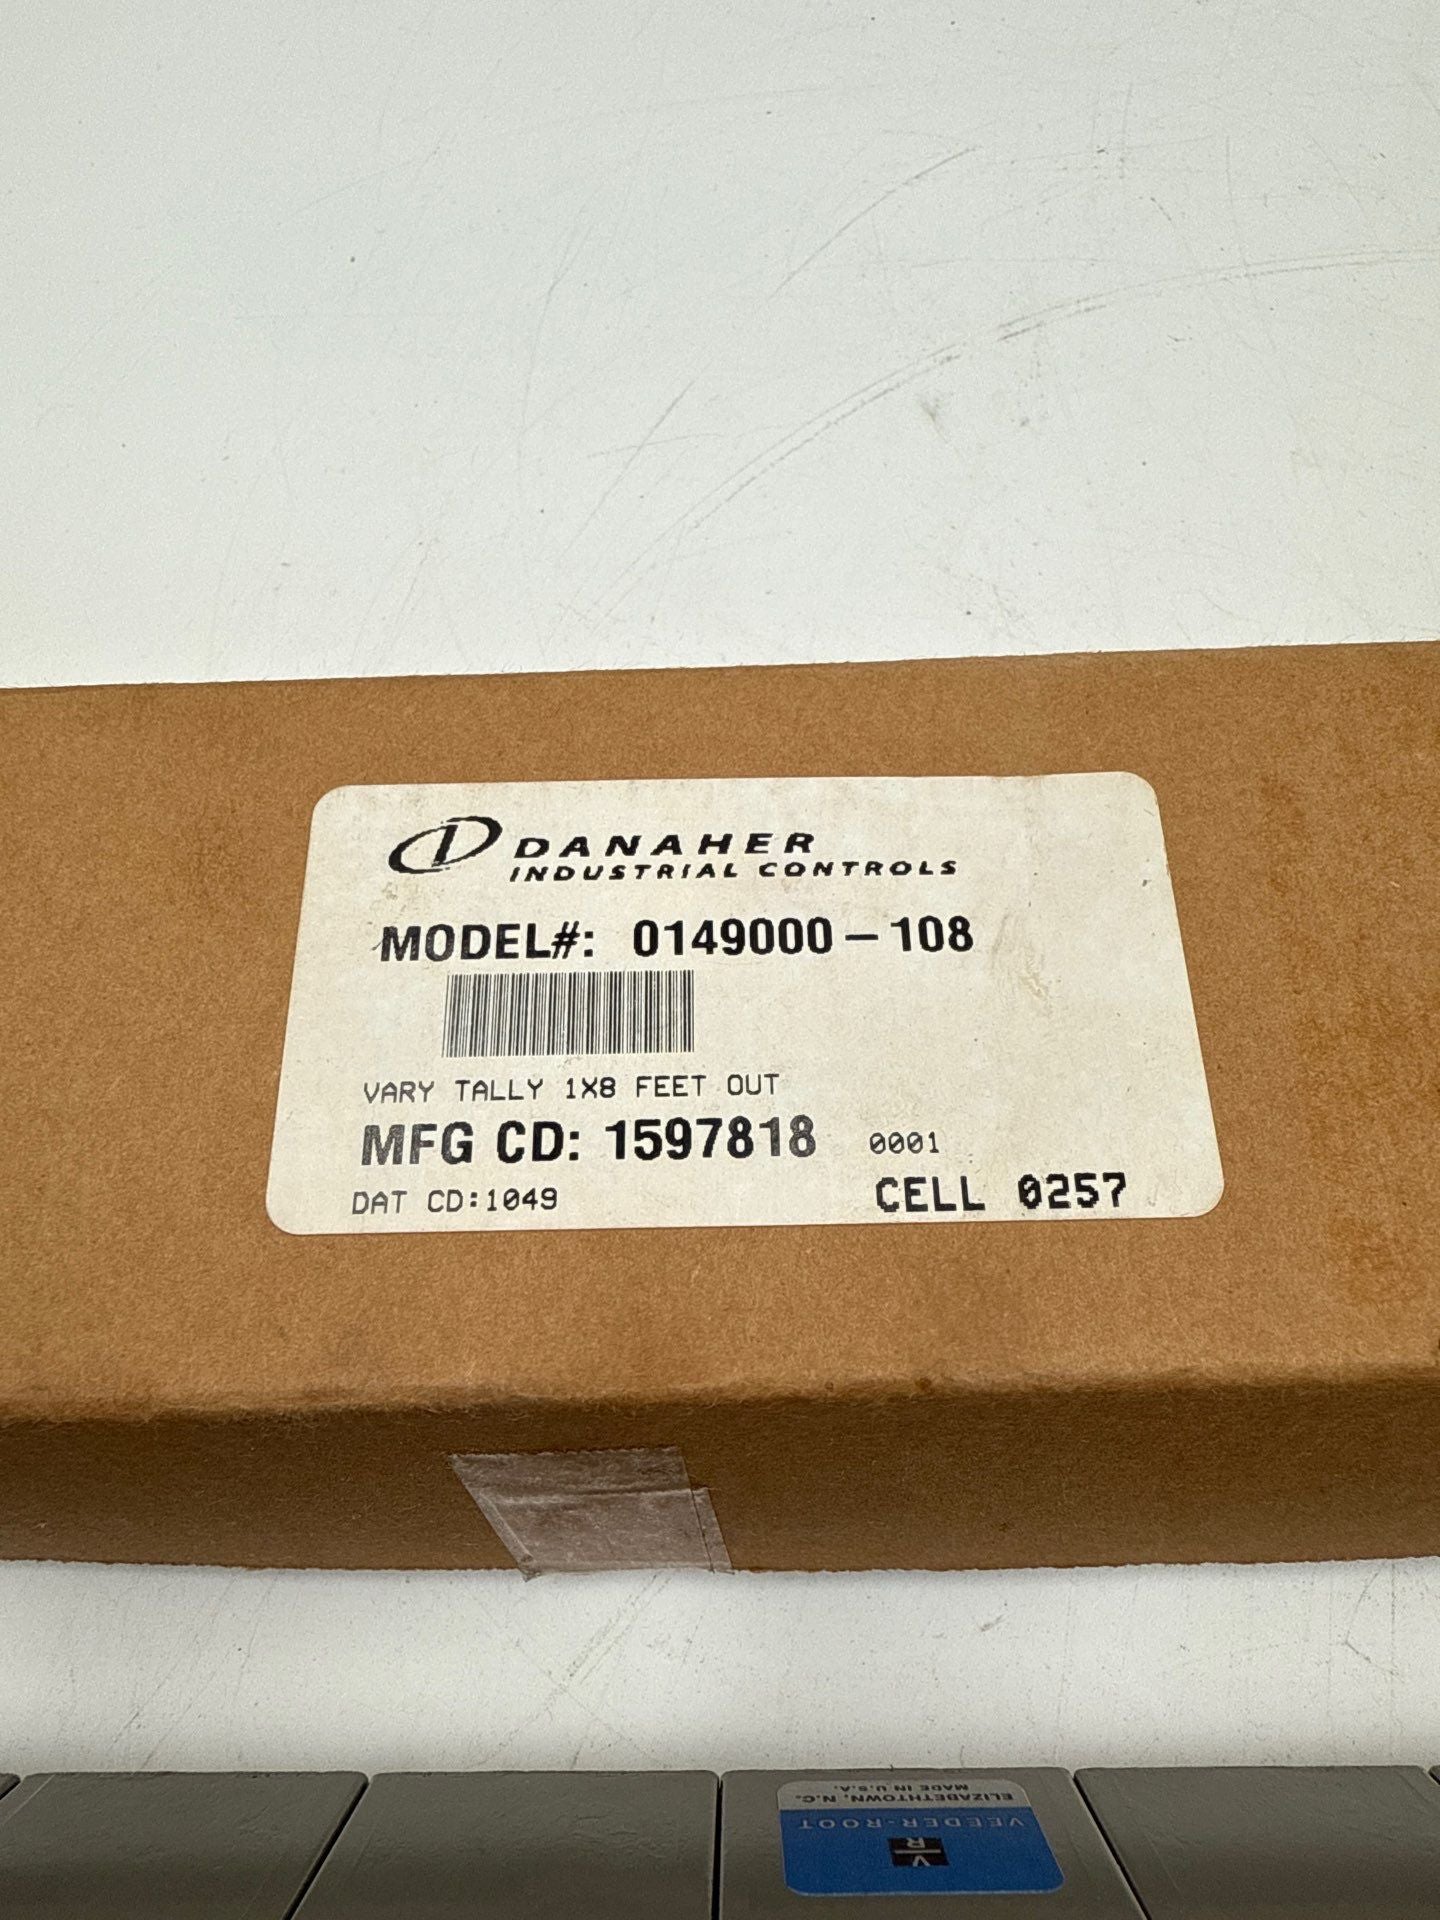 DANAHER
INDUSTRIAL CONTROLS
MODEL#: 0149000-108
VARY TALLY 1X8 FEET OUT
MFG CD: 1597818 0001
DAT CD:1049 CELL 0257
VEEDER-ROOT
ELIZABETHTOWN, N.C.
MADE IN U.S.A.
VR